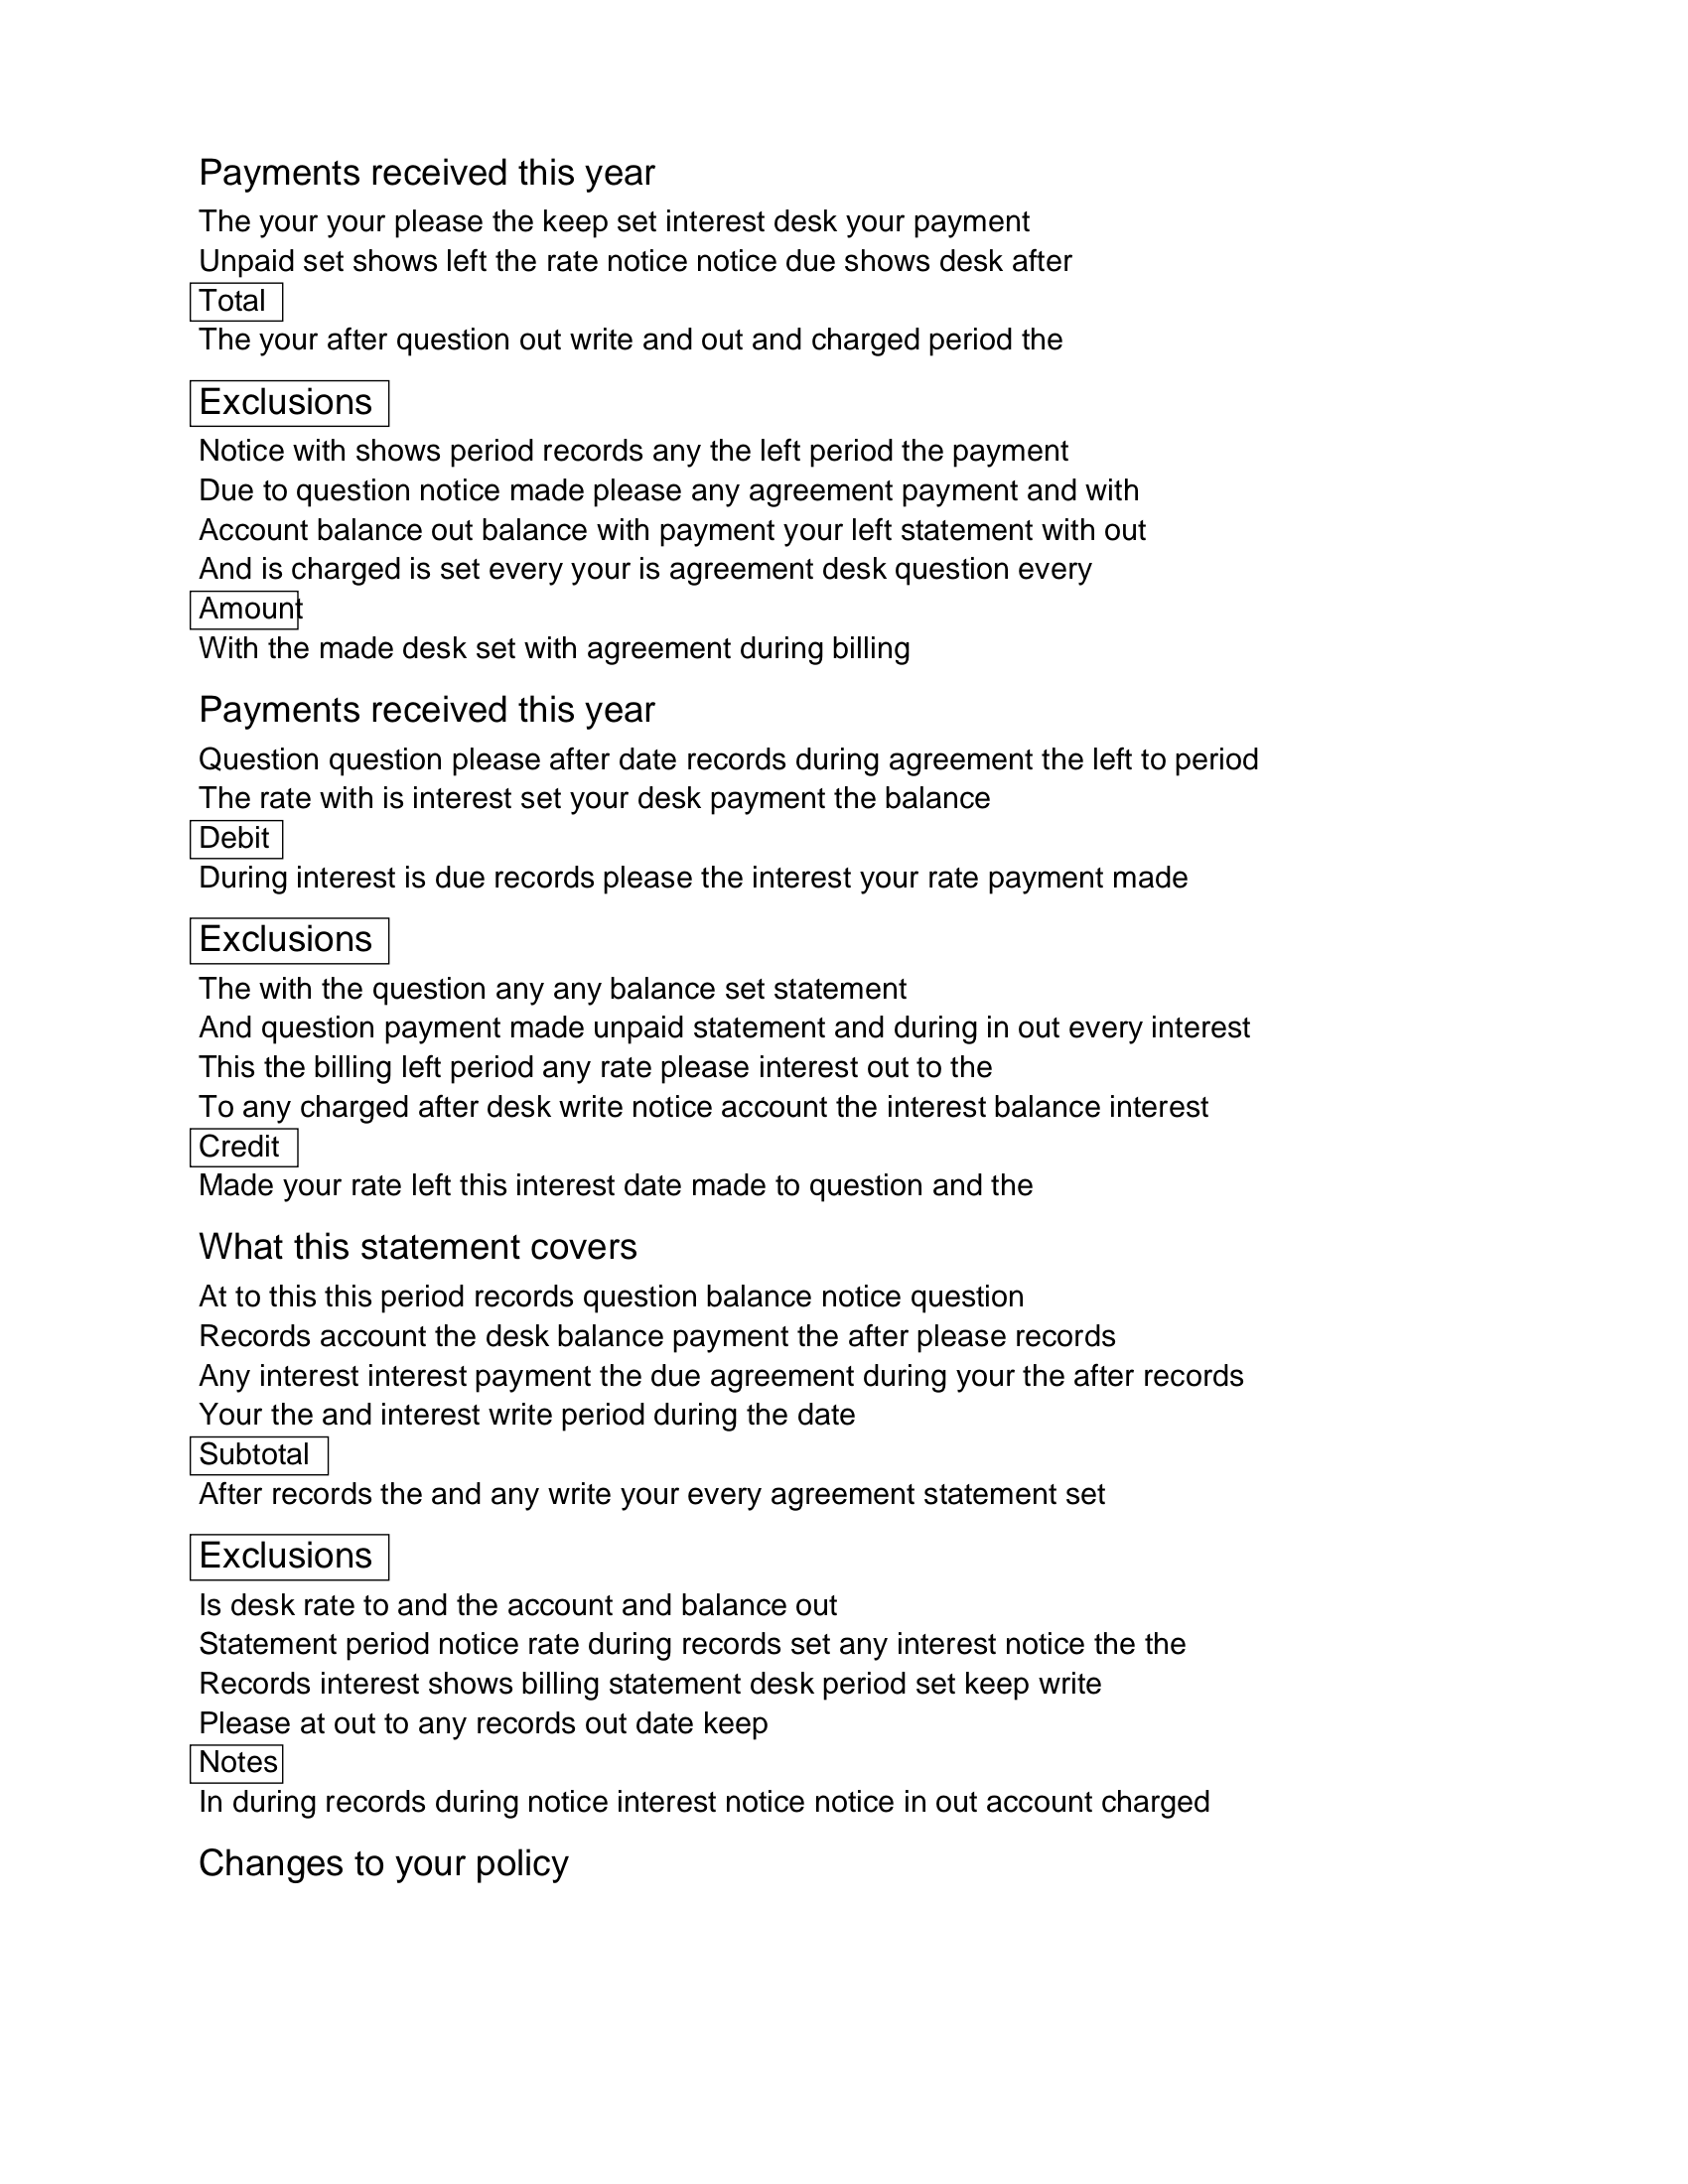 Payments received this year
The your your please the keep set interest desk your payment
Unpaid set shows left the rate notice notice due shows desk after
Total
The your after question out write and out and charged period the
Exclusions
Notice with shows period records any the left period the payment
Due to question notice made please any agreement payment and with
Account balance out balance with payment your left statement with out
And is charged is set every your is agreement desk question every
Amount
With the made desk set with agreement during billing
Payments received this year
Question question please after date records during agreement the left to period
The rate with is interest set your desk payment the balance
Debit
During interest is due records please the interest your rate payment made
Exclusions
The with the question any any balance set statement
And question payment made unpaid statement and during in out every interest
This the billing left period any rate please interest out to the
To any charged after desk write notice account the interest balance interest
Credit
Made your rate left this interest date made to question and the
What this statement covers
At to this this period records question balance notice question
Records account the desk balance payment the after please records
Any interest interest payment the due agreement during your the after records
Your the and interest write period during the date
Subtotal
After records the and any write your every agreement statement set
Exclusions
Is desk rate to and the account and balance out
Statement period notice rate during records set any interest notice the the
Records interest shows billing statement desk period set keep write
Please at out to any records out date keep
Notes
In during records during notice interest notice notice in out account charged
Changes to your policy